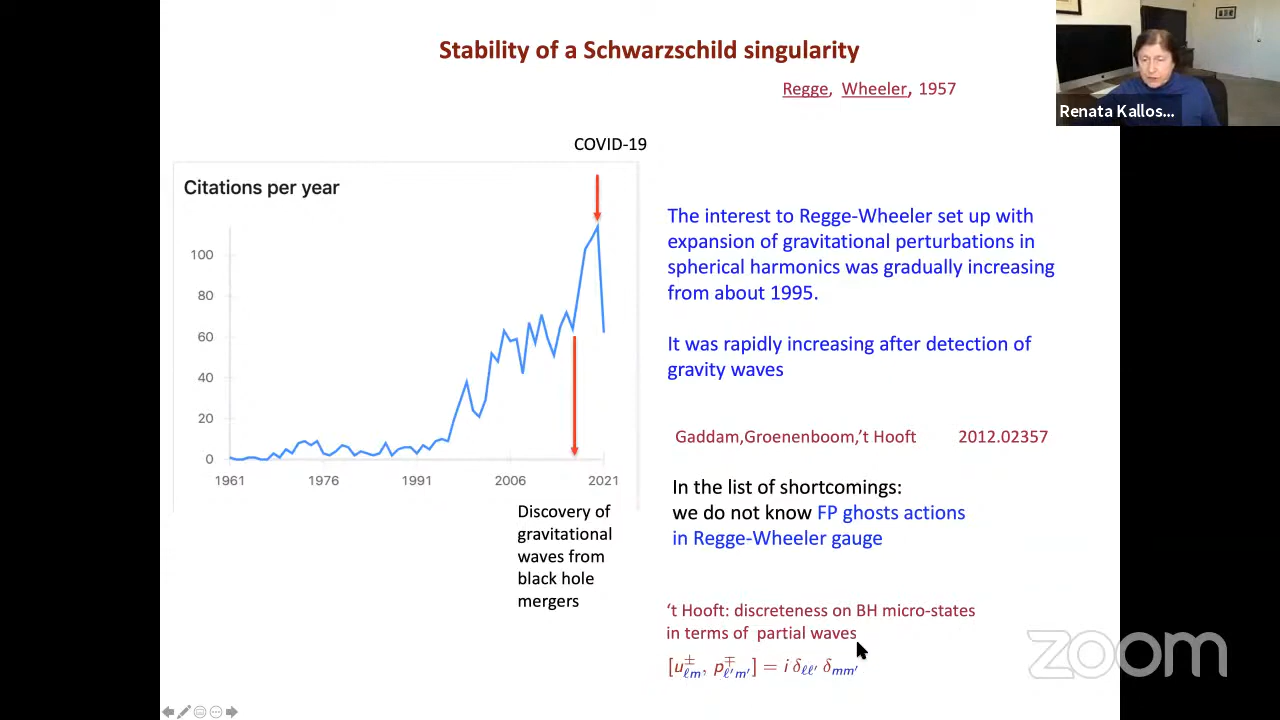 Stability of a Schwarzschild singularity
Regge, Wheeler, 1957
Renata Kallos...
COVID-19
Citations per year
100
80
60
40
20
0
1961 1976 1991 2006 2021
Discovery of
gravitational
waves from
black hole
mergers
The interest to Regge-Wheeler set up with
expansion of gravitational perturbations in
spherical harmonics was gradually increasing
from about 1995.
It was rapidly increasing after detection of
gravity waves
Gaddam,Groenenboom,'t Hooft 2012.02357
In the list of shortcomings:
we do not know FP ghosts actions
in Regge-Wheeler gauge
‘t Hooft: discreteness on BH micro-states
in terms of partial waves
[u^±_{ℓm}, p^∓_{ℓ'm'}] = i δ_{ℓℓ'} δ_{mm'}
zoom